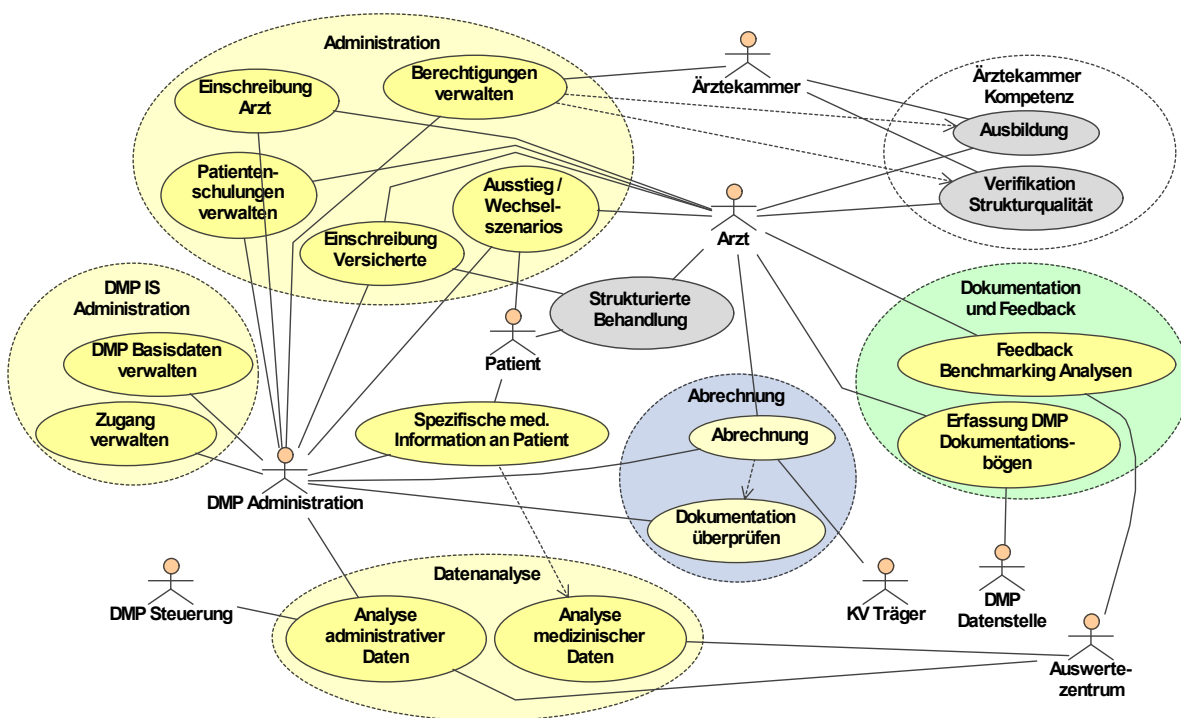 Administration
Einschreibung
Arzt
Berechtigungen
verwalten
Ärztekammer
Ärztekammer
Kompetenz
Ausbildung
Patienten-
schulungen
verwalten
Ausstieg /
Wechsel-
szenarios
Verifikation
Strukturqualität
Einschreibung
Versicherte
Arzt
DMP IS
Administration
Strukturierte
Behandlung
Dokumentation
und Feedback
DMP Basisdaten
verwalten
Patient
Feedback
Benchmarking Analysen
Zugang
verwalten
Spezifische med.
Information an Patient
Abrechnung
Abrechnung
Erfassung DMP
Dokumentations-
bögen
DMP Administration
Dokumentation
überprüfen
Datenanalyse
DMP Steuerung
Analyse
administrativer
Daten
Analyse
medizinischer
Daten
KV Träger
DMP
Datenstelle
Auswerte-
zentrum